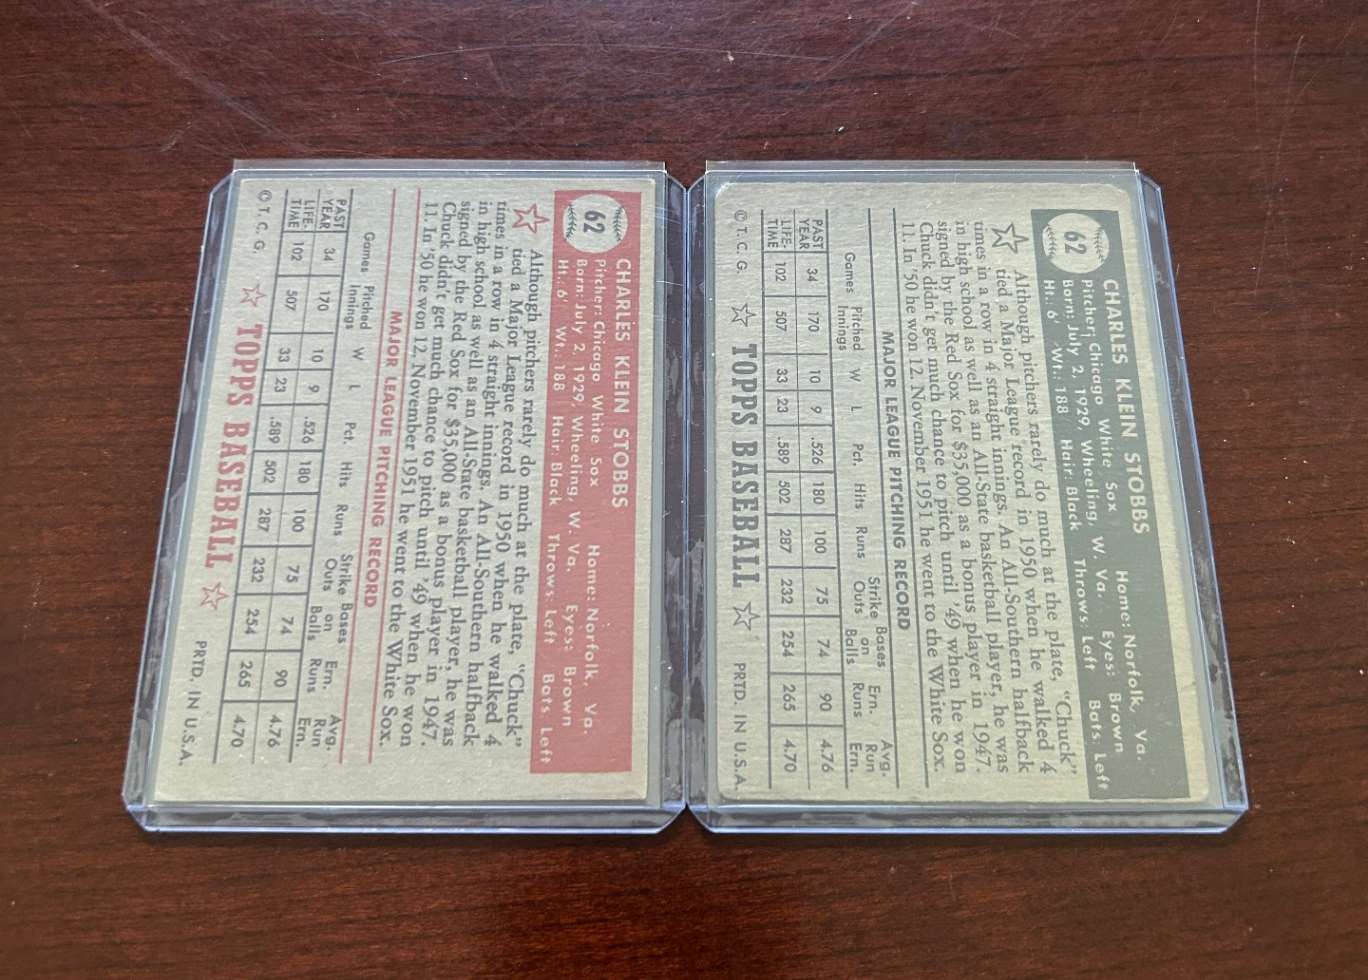 62
CHARLES KLEIN STOBBS
Pitcher: Chicago White Sox Home: Norfolk, Va.
Born: July 2, 1929, Wheeling, W. Va. Eyes: Brown
Ht.: 6' Wt.: 188 Hair: Black Throws: Left Bats: Left
Although pitchers rarely do much at the plate, "Chuck"
tied a Major League record in 1950 when he walked 4
times in a row in 4 straight innings. An All-Southern halfback
in high school as well as an All-State basketball player, he was
signed by the Red Sox for $35,000 as a bonus player in 1947.
Chuck didn't get much chance to pitch until '49 when he won
11. In '50 he won 12. November 1951 he went to the White Sox.
MAJOR LEAGUE PITCHING RECORD
Games Pitched Innings W L Pct. Hits Runs Strike Outs Bases on Balls Ern. Runs Avg. Run Ern.
PAST YEAR 34 170 10 9 .526 180 100 75 74 90 4.76
LIFE-TIME 102 507 33 23 .589 502 287 232 254 265 4.70
© T. C. G. TOPPS BASEBALL PRTD. IN U.S.A.
62
CHARLES KLEIN STOBBS
Pitcher: Chicago White Sox Home: Norfolk, Va.
Born: July 2, 1929, Wheeling, W. Va. Eyes: Brown
Ht.: 6' Wt.: 188 Hair: Black Throws: Left Bats: Left
Although pitchers rarely do much at the plate, "Chuck"
tied a Major League record in 1950 when he walked 4
times in a row in 4 straight innings. An All-Southern halfback
in high school as well as an All-State basketball player, he was
signed by the Red Sox for $35,000 as a bonus player in 1947.
Chuck didn't get much chance to pitch until '49 when he won
11. In '50 he won 12. November 1951 he went to the White Sox.
MAJOR LEAGUE PITCHING RECORD
Games Pitched Innings W L Pct. Hits Runs Strike Outs Bases on Balls Ern. Runs Avg. Run Ern.
PAST YEAR 34 170 10 9 .526 180 100 75 74 90 4.76
LIFE-TIME 102 507 33 23 .589 502 287 232 254 265 4.70
© T. C. G. TOPPS BASEBALL PRTD. IN U.S.A.